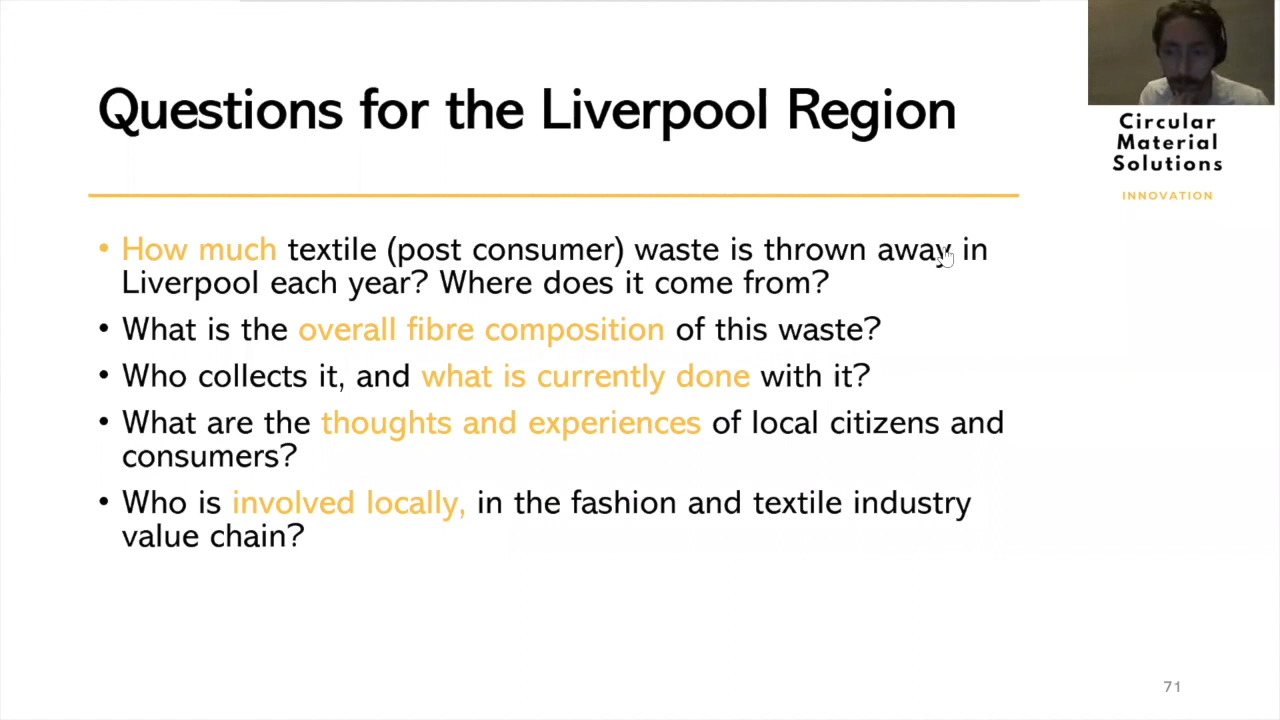 Questions for the Liverpool Region
Circular
Material
Solutions
INNOVATION
• How much textile (post consumer) waste is thrown away in
Liverpool each year? Where does it come from?
• What is the overall fibre composition of this waste?
• Who collects it, and what is currently done with it?
• What are the thoughts and experiences of local citizens and
consumers?
• Who is involved locally, in the fashion and textile industry
value chain?
71